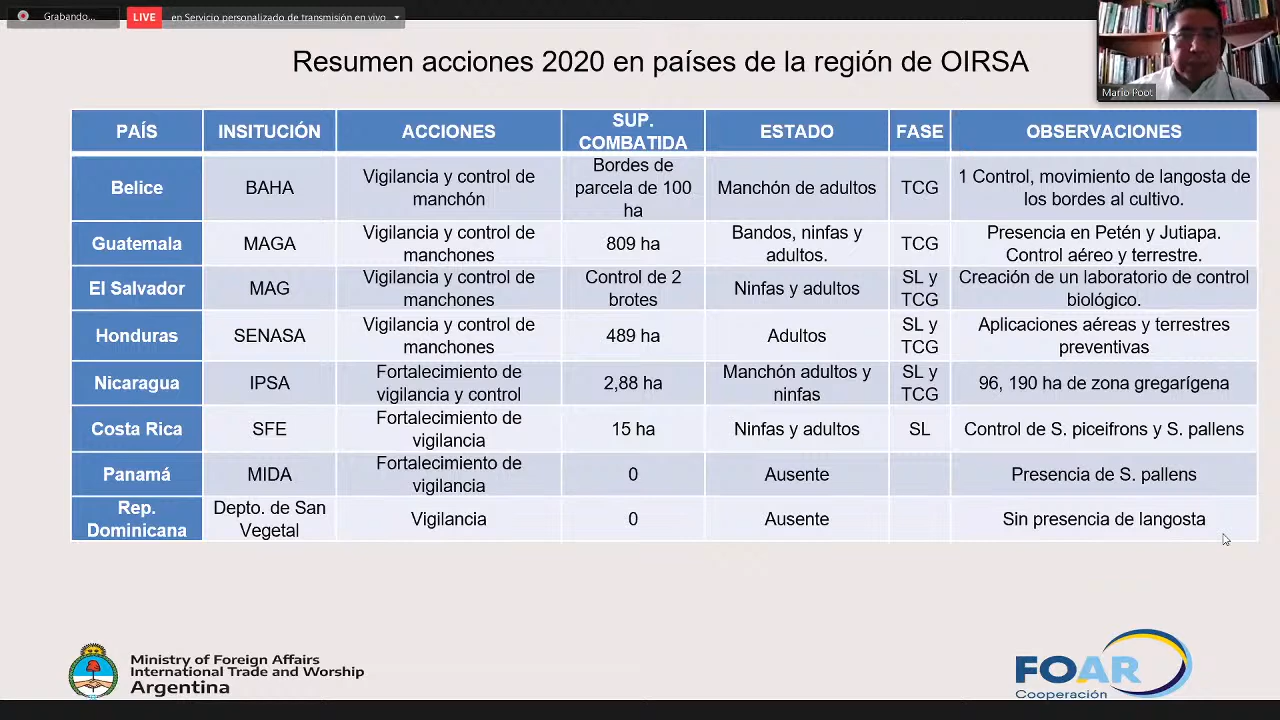 Grabando...
LIVE
en Servicio personalizado de transmisión en vivo
Mario Poot
Resumen acciones 2020 en países de la región de OIRSA
PAÍS
INSITUCIÓN
ACCIONES
SUP.
COMBATIDA
ESTADO
FASE
OBSERVACIONES
Belice
BAHA
Vigilancia y control de
manchón
Bordes de
parcela de 100
ha
Manchón de adultos
TCG
1 Control, movimiento de langosta de
los bordes al cultivo.
Guatemala
MAGA
Vigilancia y control de
manchones
809 ha
Bandos, ninfas y
adultos.
TCG
Presencia en Petén y Jutiapa.
Control aéreo y terrestre.
El Salvador
MAG
Vigilancia y control de
manchones
Control de 2
brotes
Ninfas y adultos
SL y
TCG
Creación de un laboratorio de control
biológico.
Honduras
SENASA
Vigilancia y control de
manchones
489 ha
Adultos
SL y
TCG
Aplicaciones aéreas y terrestres
preventivas
Nicaragua
IPSA
Fortalecimiento de
vigilancia y control
2,88 ha
Manchón adultos y
ninfas
SL y
TCG
96, 190 ha de zona gregarígena
Costa Rica
SFE
Fortalecimiento de
vigilancia
15 ha
Ninfas y adultos
SL
Control de S. piceifrons y S. pallens
Panamá
MIDA
Fortalecimiento de
vigilancia
0
Ausente
Presencia de S. pallens
Rep.
Dominicana
Depto. de San
Vegetal
Vigilancia
0
Ausente
Sin presencia de langosta
Ministry of Foreign Affairs
International Trade and Worship
Argentina
FOAR
Cooperación